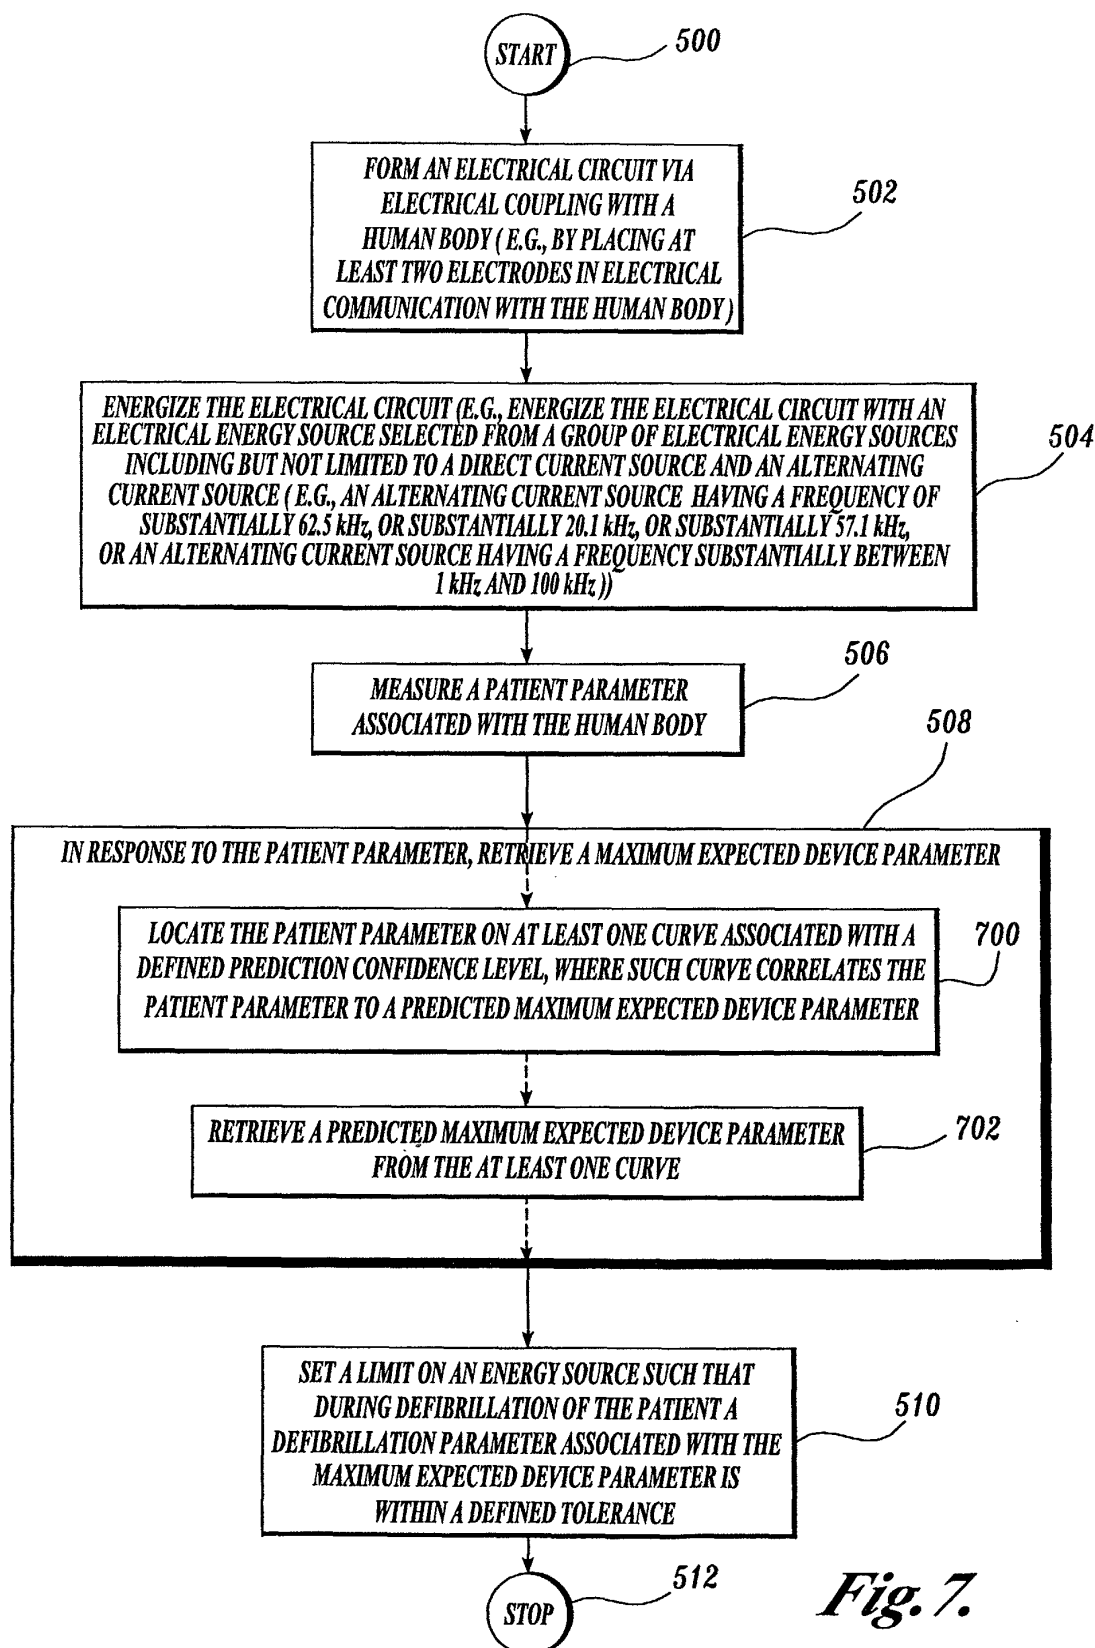 START
500
FORM AN ELECTRICAL CIRCUIT VIA
ELECTRICAL COUPLING WITH A
HUMAN BODY ( E.G., BY PLACING AT
LEAST TWO ELECTRODES IN ELECTRICAL
COMMUNICATION WITH THE HUMAN BODY )
502
ENERGIZE THE ELECTRICAL CIRCUIT (E.G., ENERGIZE THE ELECTRICAL CIRCUIT WITH AN
ELECTRICAL ENERGY SOURCE SELECTED FROM A GROUP OF ELECTRICAL ENERGY SOURCES
INCLUDING BUT NOT LIMITED TO A DIRECT CURRENT SOURCE AND AN ALTERNATING
CURRENT SOURCE ( E.G., AN ALTERNATING CURRENT SOURCE HAVING A FREQUENCY OF
SUBSTANTIALLY 62.5 kHz, OR SUBSTANTIALLY 20.1 kHz, OR SUBSTANTIALLY 57.1 kHz,
OR AN ALTERNATING CURRENT SOURCE HAVING A FREQUENCY SUBSTANTIALLY BETWEEN
1 kHz AND 100 kHz ))
504
MEASURE A PATIENT PARAMETER
ASSOCIATED WITH THE HUMAN BODY
506
508
IN RESPONSE TO THE PATIENT PARAMETER, RETRIEVE A MAXIMUM EXPECTED DEVICE PARAMETER
LOCATE THE PATIENT PARAMETER ON AT LEAST ONE CURVE ASSOCIATED WITH A
DEFINED PREDICTION CONFIDENCE LEVEL, WHERE SUCH CURVE CORRELATES THE
PATIENT PARAMETER TO A PREDICTED MAXIMUM EXPECTED DEVICE PARAMETER
700
RETRIEVE A PREDICTED MAXIMUM EXPECTED DEVICE PARAMETER
FROM THE AT LEAST ONE CURVE
702
SET A LIMIT ON AN ENERGY SOURCE SUCH THAT
DURING DEFIBRILLATION OF THE PATIENT A
DEFIBRILLATION PARAMETER ASSOCIATED WITH THE
MAXIMUM EXPECTED DEVICE PARAMETER IS
WITHIN A DEFINED TOLERANCE
510
STOP
512
Fig. 7.